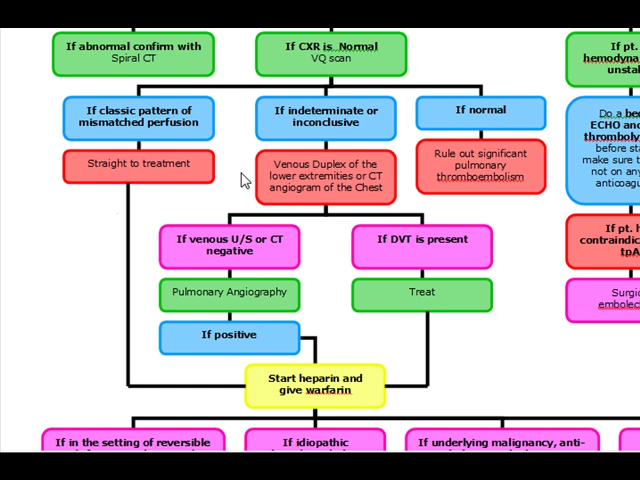 If abnormal confirm with
Spiral CT
If CXR is Normal
VQ scan
If pt.
hemodyna
unstal
If classic pattern of
mismatched perfusion
If indeterminate or
inconclusive
If normal
Do a
ECHO and
thromboly
before sta
make sure t
not on any
anticoagu
Straight to treatment
Venous Duplex of the
lower extremities or CT
angiogram of the Chest
Rule out significant
pulmonary
thromboembolism
If venous U/S or CT
negative
If DVT is present
If pt. h
contraindic
tpA
Pulmonary Angiography
Treat
Surgic
embolec
If positive
Start heparin and
give warfarin
If in the setting of reversible
If idiopathic
If underlying malignancy, anti-